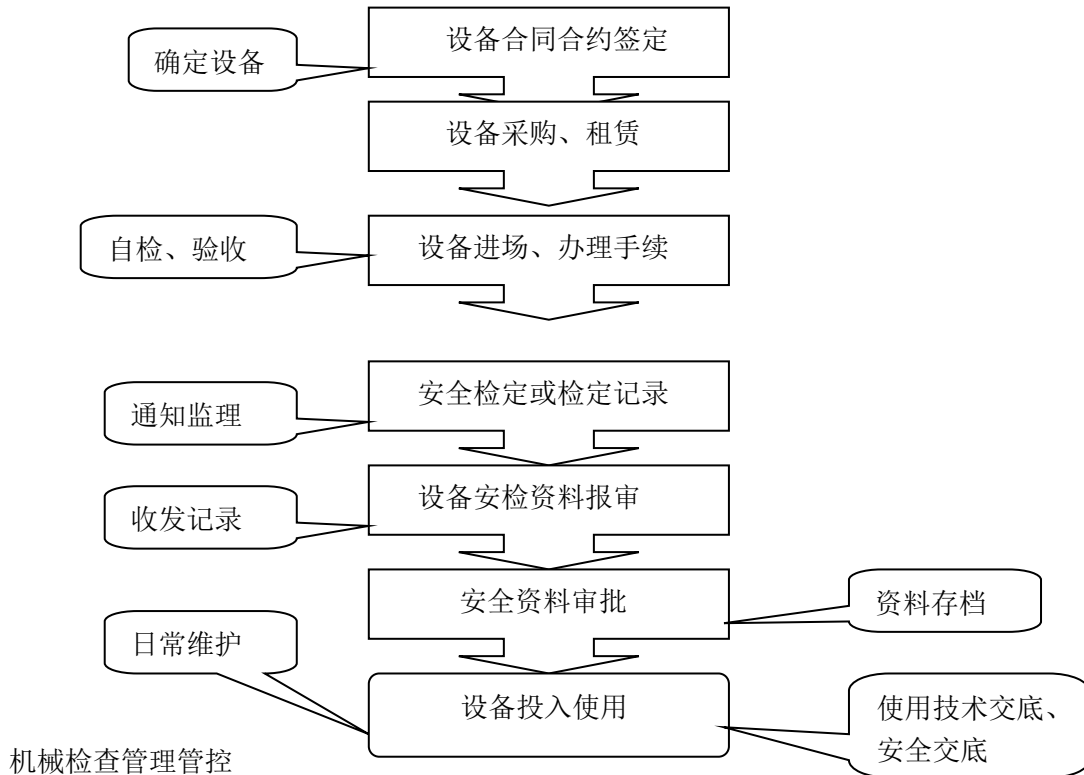 设备合同合约签定
确定设备
设备采购、租赁
设备进场、办理手续
自检、验收
安全检定或检定记录
通知监理
设备安检资料报审
收发记录
安全资料审批
资料存档
日常维护
设备投入使用
使用技术交底、
安全交底
机械检查管理管控